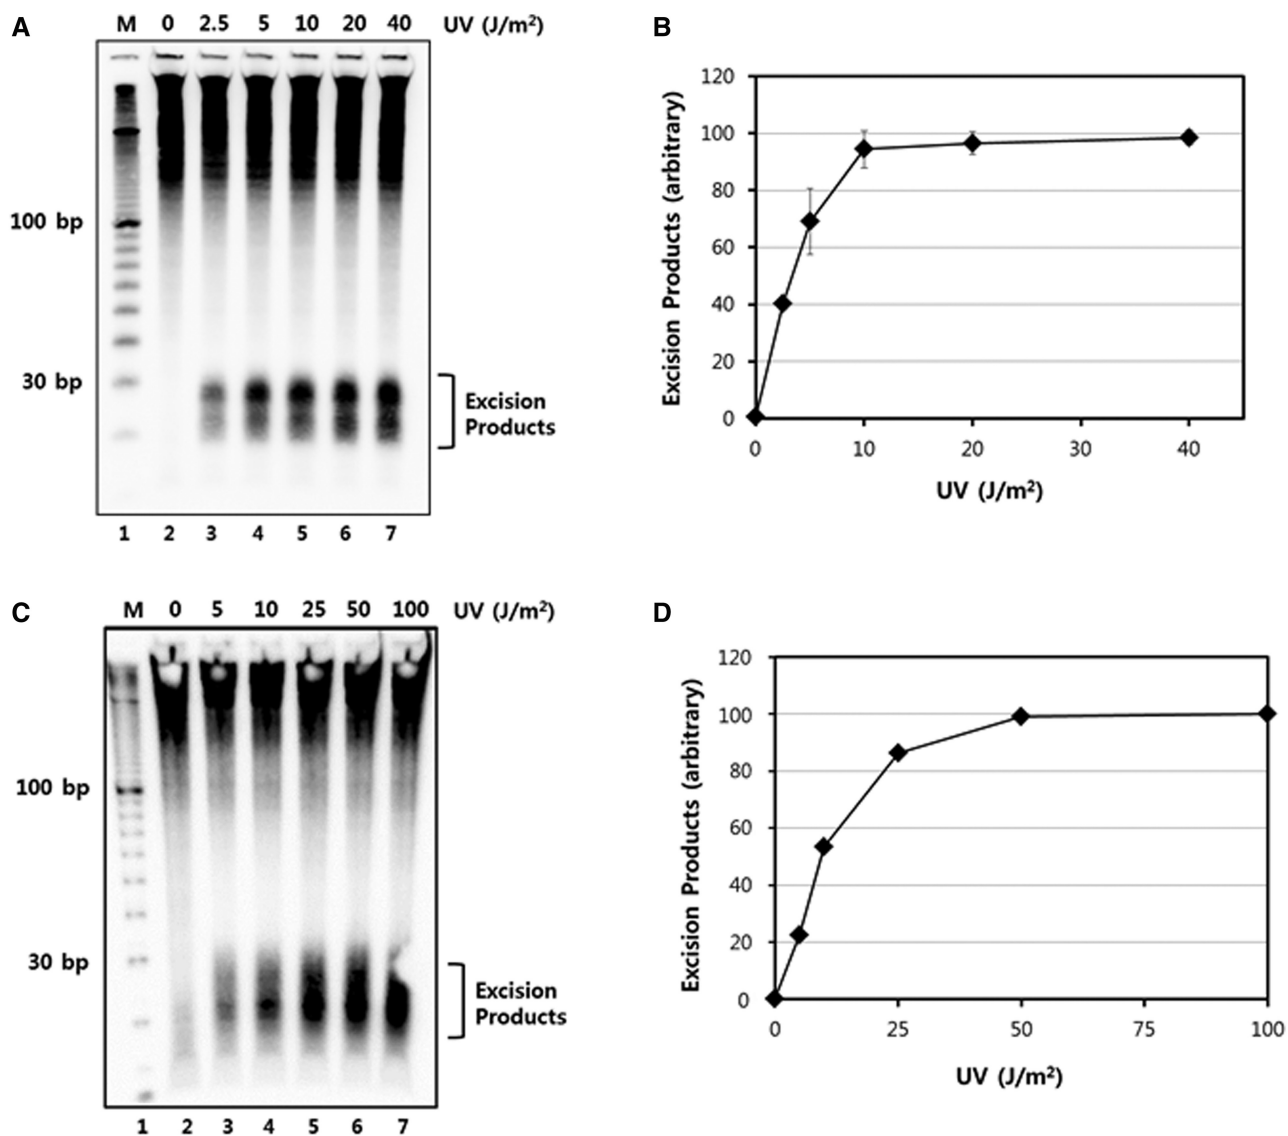 A
M 0 2.5 5 10 20 40 UV (J/m²)
100 bp
30 bp
Excision
Products
1 2 3 4 5 6 7
B
120
100
80
60
40
20
0
Excision Products (arbitrary)
0 10 20 30 40
UV (J/m²)
C
M 0 5 10 25 50 100 UV (J/m²)
100 bp
30 bp
Excision
Products
1 2 3 4 5 6 7
D
120
100
80
60
40
20
0
Excision Products (arbitrary)
0 25 50 75 100
UV (J/m²)